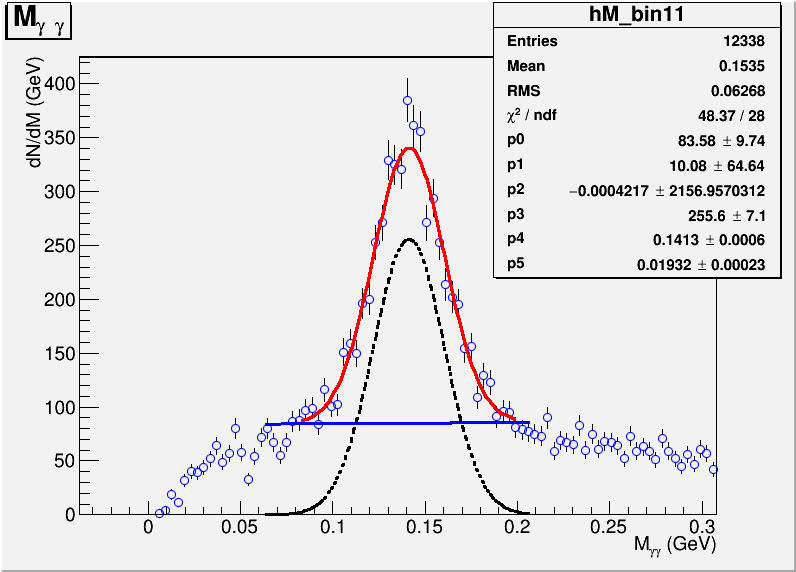 M_γγ
hM_bin11
Entries 12338
Mean 0.1535
RMS 0.06268
χ² / ndf 48.37 / 28
p0 83.58 ± 9.74
p1 10.08 ± 64.64
p2 −0.0004217 ± 2156.9570312
p3 255.6 ± 7.1
p4 0.1413 ± 0.0006
p5 0.01932 ± 0.00023
dN/dM (GeV)
400
350
300
250
200
150
100
50
0
0 0.05 0.1 0.15 0.2 0.25 0.3
M_γγ (GeV)